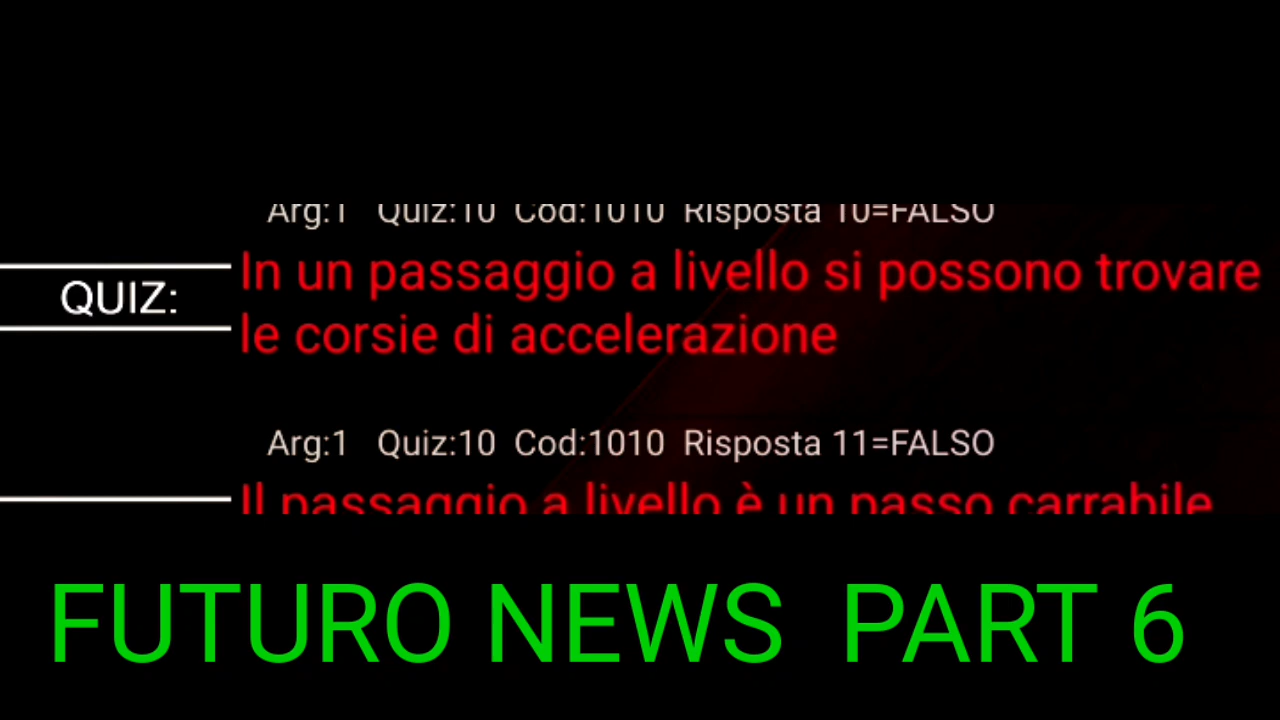 Arg:1 Quiz:10 Cod:1010 Risposta 10=FALSO
In un passaggio a livello si possono trovare
QUIZ:
le corsie di accelerazione
Arg:1 Quiz:10 Cod:1010 Risposta 11=FALSO
Il passaggio a livello è un passo carrabile
FUTURO NEWS PART 6